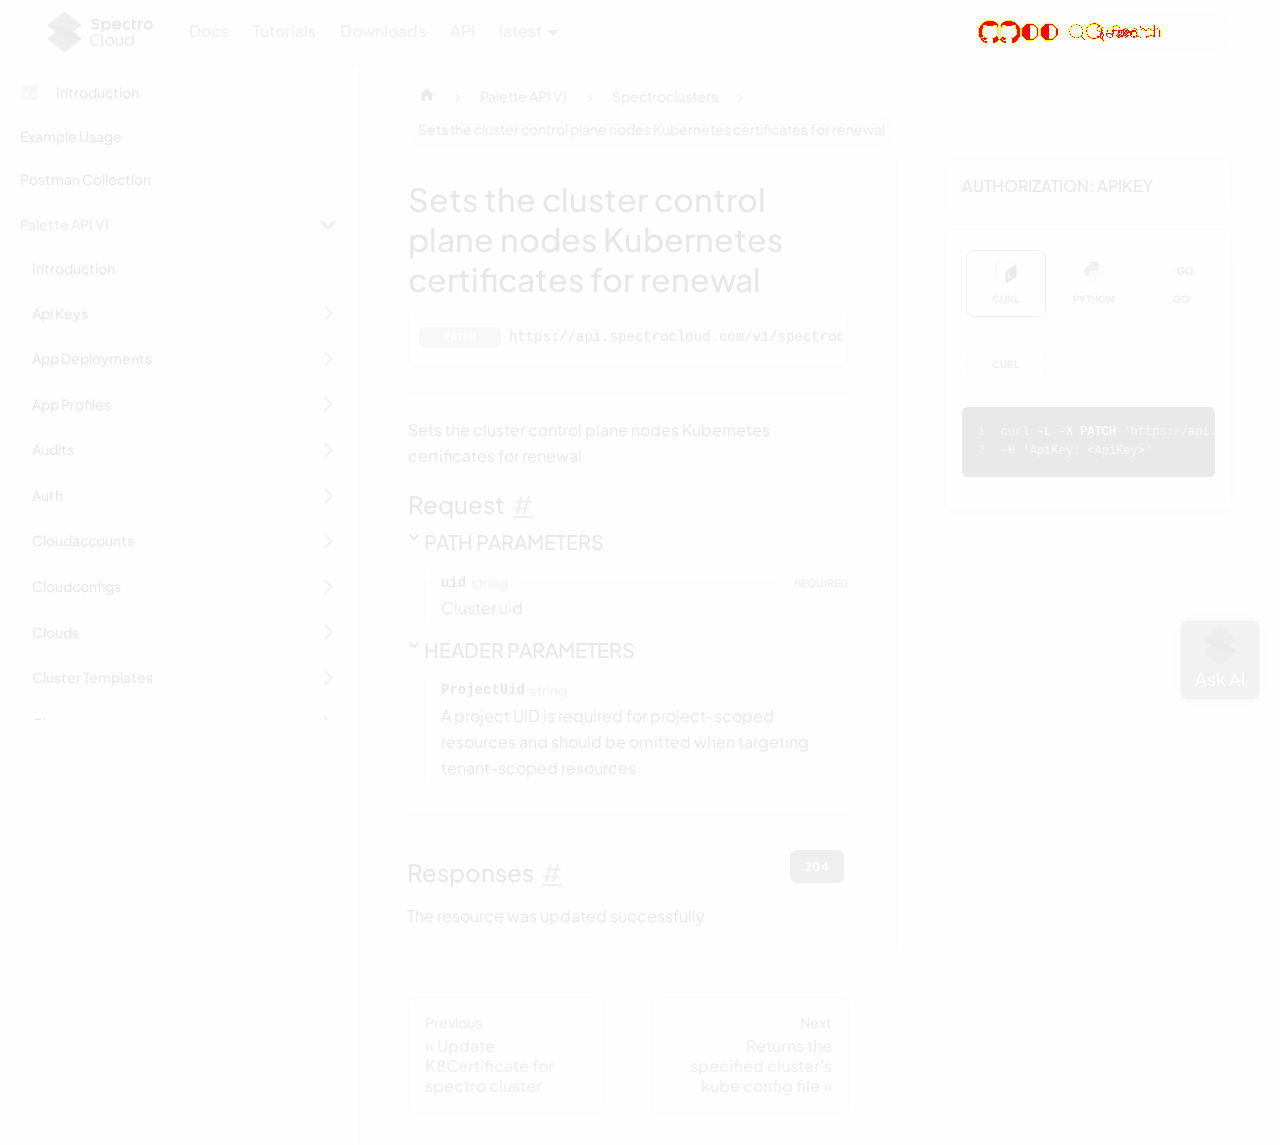 Spectro
Cloud
Docs
Tutorials
Downloads
API
latest
Introduction
Example Usage
Postman Collection
Palette API V1
Introduction
Api Keys
App Deployments
App Profiles
Audits
Auth
Cloudaccounts
Cloudconfigs
Clouds
Cluster Templates
Palette API V1
Spectroclusters
Sets the cluster control plane nodes Kubernetes certificates for renewal
Sets the cluster control
plane nodes Kubernetes
certificates for renewal
PATCH
https://api.spectrocloud.com/v1/spectroc
Sets the cluster control plane nodes Kubernetes
certificates for renewal
Request #
PATH PARAMETERS
uid string REQUIRED
Cluster uid
HEADER PARAMETERS
ProjectUid string
A project UID is required for project-scoped
resources and should be omitted when targeting
tenant-scoped resources
Responses #
204
The resource was updated successfully
Previous
« Update
K8Certificate for
spectro cluster
Next
Returns the
specified cluster's
kube config file »
AUTHORIZATION: APIKEY
CURL
PYTHON
GO
GO
CURL
1 curl -L -X PATCH 'https://api.
2 -H 'ApiKey: <ApiKey>'
Ask AI